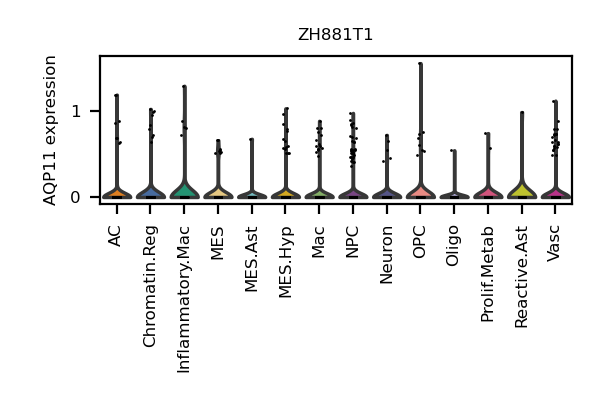 ZH881T1
AQP11 expression
1
0
AC
Chromatin.Reg
Inflammatory.Mac
MES
MES.Ast
MES.Hyp
Mac
NPC
Neuron
OPC
Oligo
Prolif.Metab
Reactive.Ast
Vasc